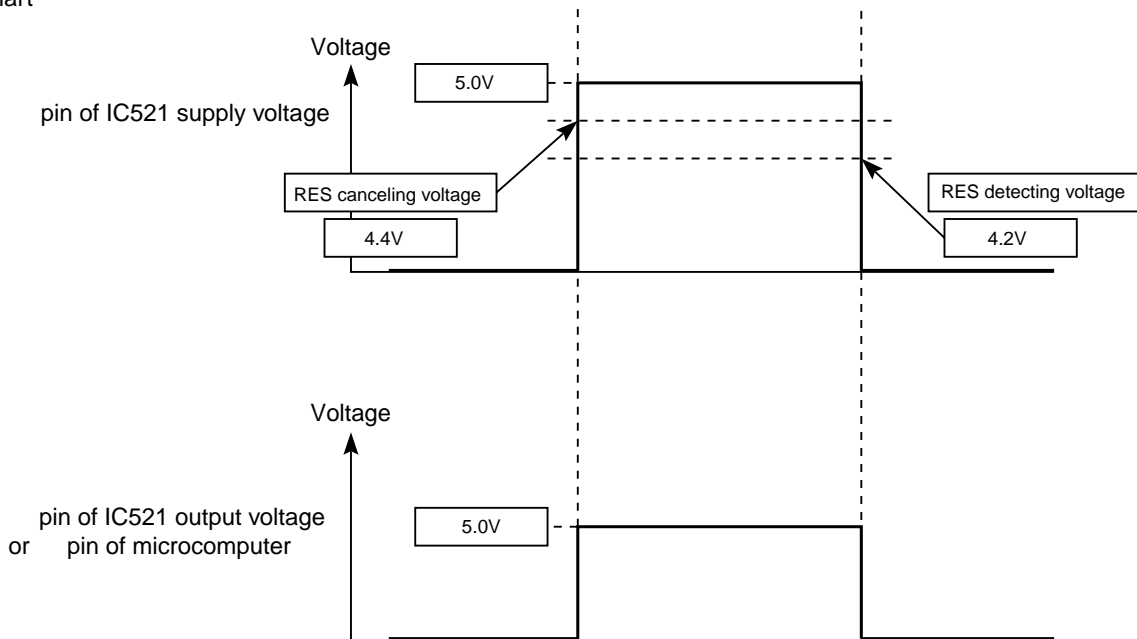 Voltage
5.0V
pin of IC521 supply voltage
RES canceling voltage
RES detecting voltage
4.4V
4.2V
Voltage
pin of IC521 output voltage
5.0V
or pin of microcomputer